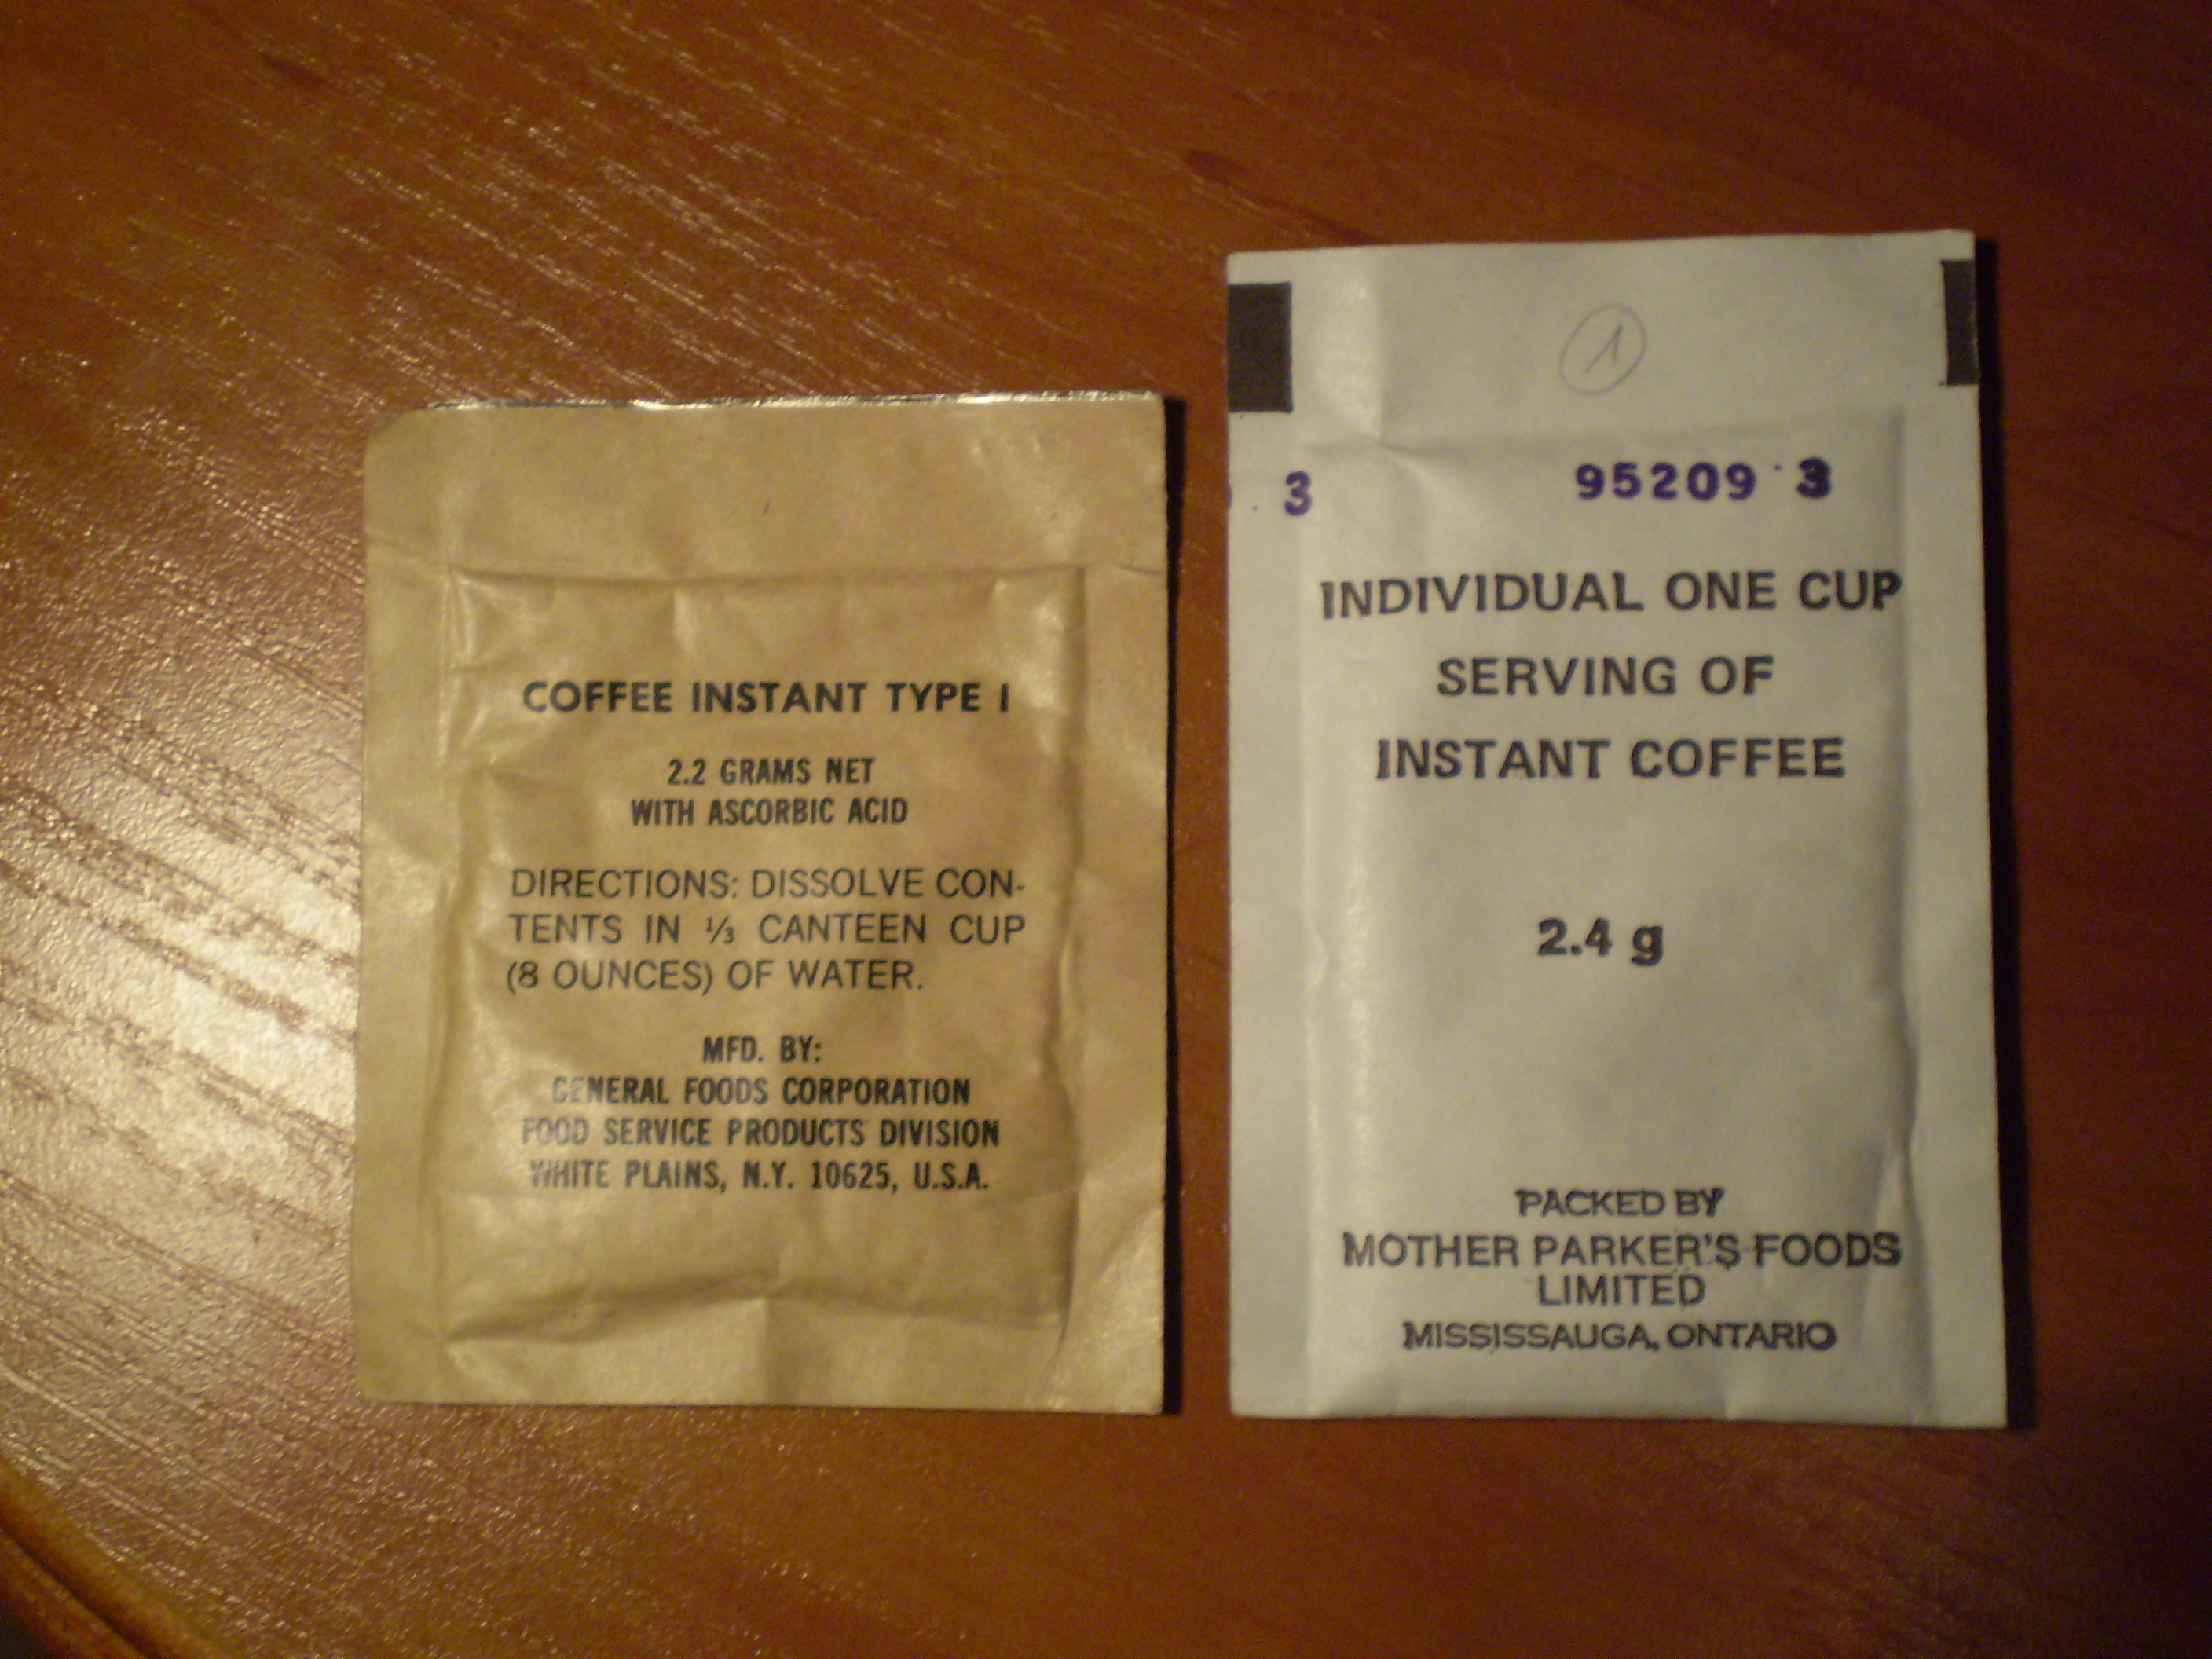 COFFEE INSTANT TYPE I
2.2 GRAMS NET
WITH ASCORBIC ACID
DIRECTIONS: DISSOLVE CON-
TENTS IN ⅓ CANTEEN CUP
(8 OUNCES) OF WATER.
MFD. BY:
GENERAL FOODS CORPORATION
FOOD SERVICE PRODUCTS DIVISION
WHITE PLAINS, N.Y. 10625, U.S.A.
1
3 95209 3
INDIVIDUAL ONE CUP
SERVING OF
INSTANT COFFEE
2.4 g
PACKED BY
MOTHER PARKER'S FOODS
LIMITED
MISSISSAUGA, ONTARIO